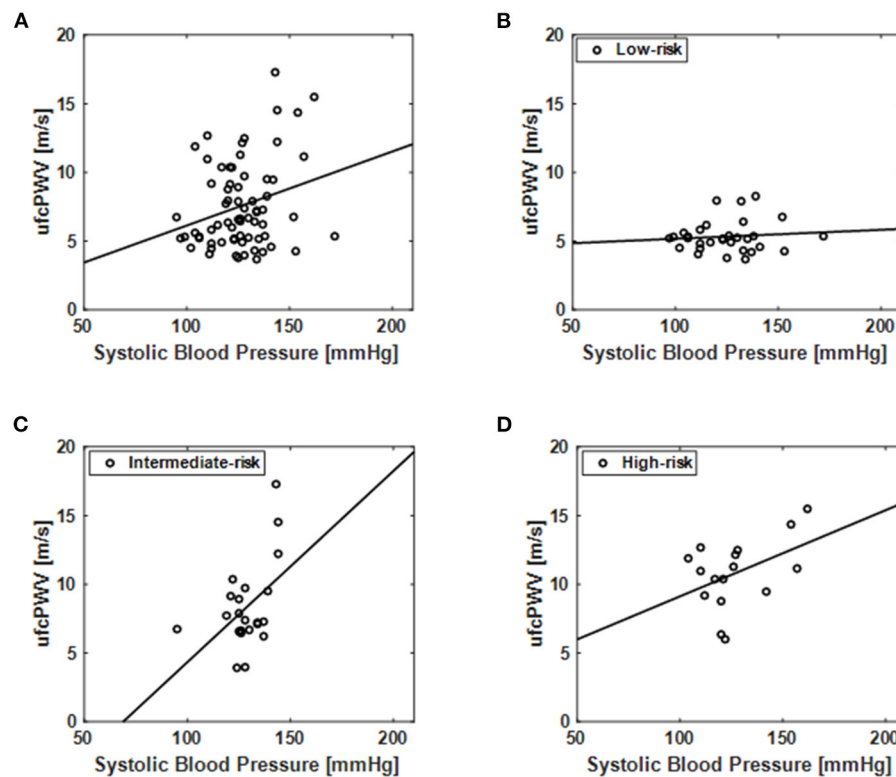 A
20
15
10
5
0
ufcPWV [m/s]
50 100 150 200
Systolic Blood Pressure [mmHg]
B
Low-risk
20
15
10
5
0
ufcPWV [m/s]
50 100 150 200
Systolic Blood Pressure [mmHg]
C
Intermediate-risk
20
15
10
5
0
ufcPWV [m/s]
50 100 150 200
Systolic Blood Pressure [mmHg]
D
High-risk
20
15
10
5
0
ufcPWV [m/s]
50 100 150 200
Systolic Blood Pressure [mmHg]